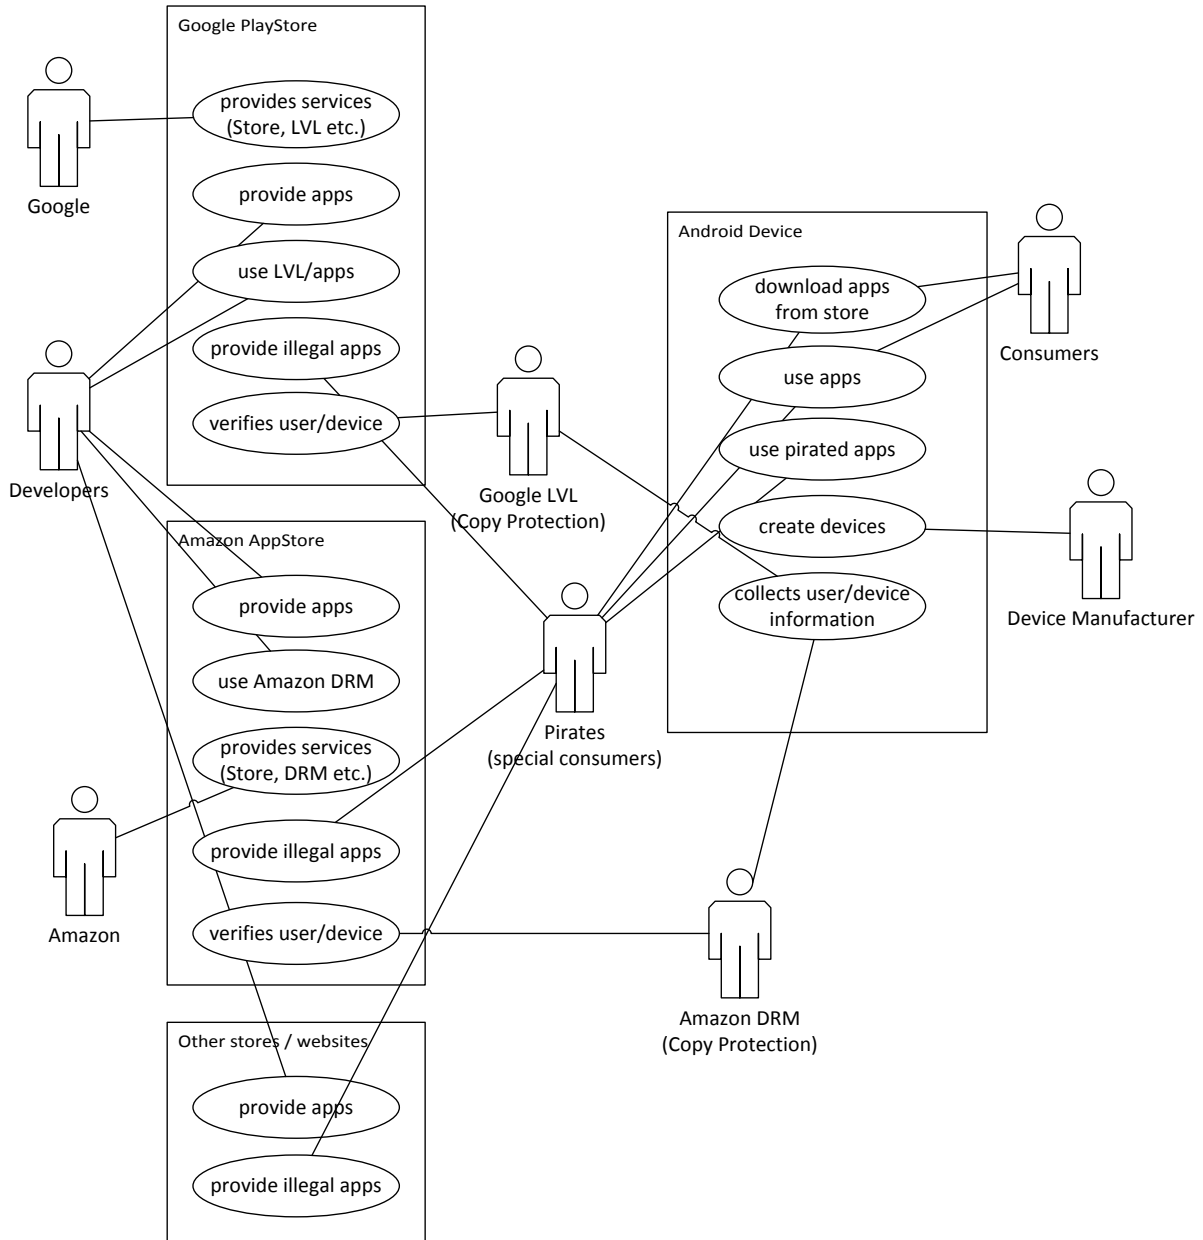 Google PlayStore
provides services
(Store, LVL etc.)
provide apps
use LVL/apps
provide illegal apps
verifies user/device
Google
Developers
Google LVL
(Copy Protection)
Android Device
download apps
from store
use apps
use pirated apps
create devices
collects user/device
information
Consumers
Device Manufacturer
Amazon AppStore
provide apps
use Amazon DRM
provides services
(Store, DRM etc.)
provide illegal apps
verifies user/device
Amazon
Pirates
(special consumers)
Amazon DRM
(Copy Protection)
Other stores / websites
provide apps
provide illegal apps